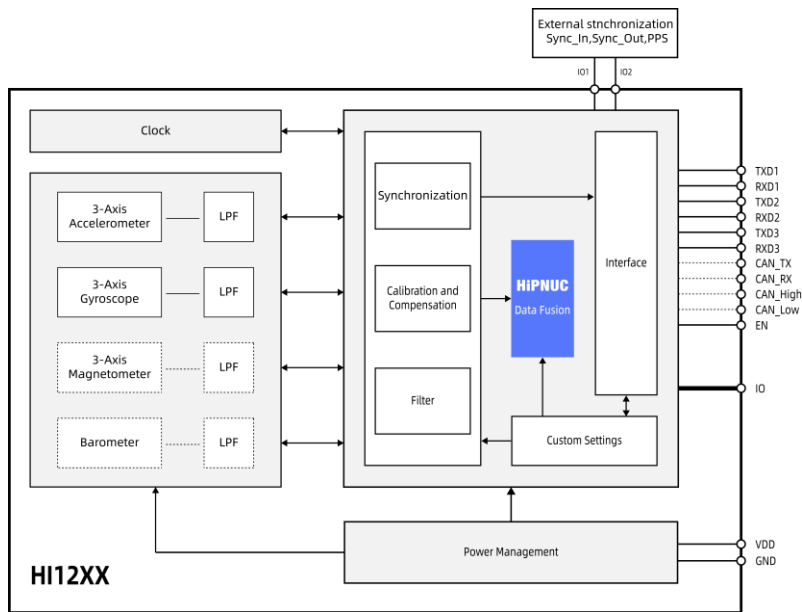 External stnchronization
Sync_In,Sync_Out,PPS
IO1
IO2
Clock
3-Axis
Accelerometer
LPF
3-Axis
Gyroscope
LPF
3-Axis
Magnetometer
LPF
Barometer
LPF
Synchronization
Calibration and
Compensation
Filter
HiPNUC
Data Fusion
Interface
Custom Settings
TXD1
RXD1
TXD2
RXD2
TXD3
RXD3
CAN_TX
CAN_RX
CAN_High
CAN_Low
EN
IO
Power Management
VDD
GND
HI12XX